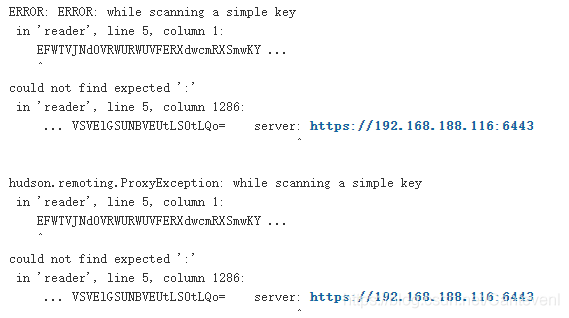 ERROR: ERROR: while scanning a simple key
in 'reader', line 5, column 1:
EFWTVJNdOVRWURWUVFERXdwcmRXSmwKY ...
^
could not find expected ':'
in 'reader', line 5, column 1286:
... VSVElGSUNBVEUtLS0tLQo= server: https://192.168.188.116:6443
^
hudson.remoting.ProxyException: while scanning a simple key
in 'reader', line 5, column 1:
EFWTVJNdOVRWURWUVFERXdwcmRXSmwKY ...
^
could not find expected ':'
in 'reader', line 5, column 1286:
... VSVElGSUNBVEUtLS0tLQo= server: https://192.168.188.116:6443
^